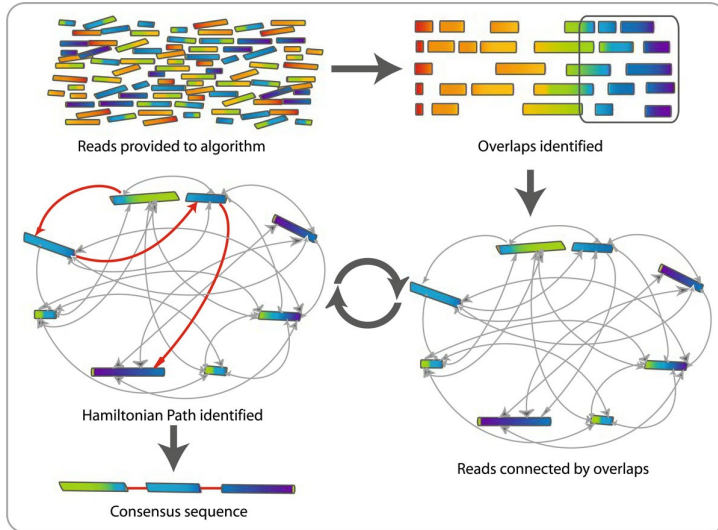 Reads provided to algorithm
Overlaps identified
Hamiltonian Path identified
Reads connected by overlaps
Consensus sequence